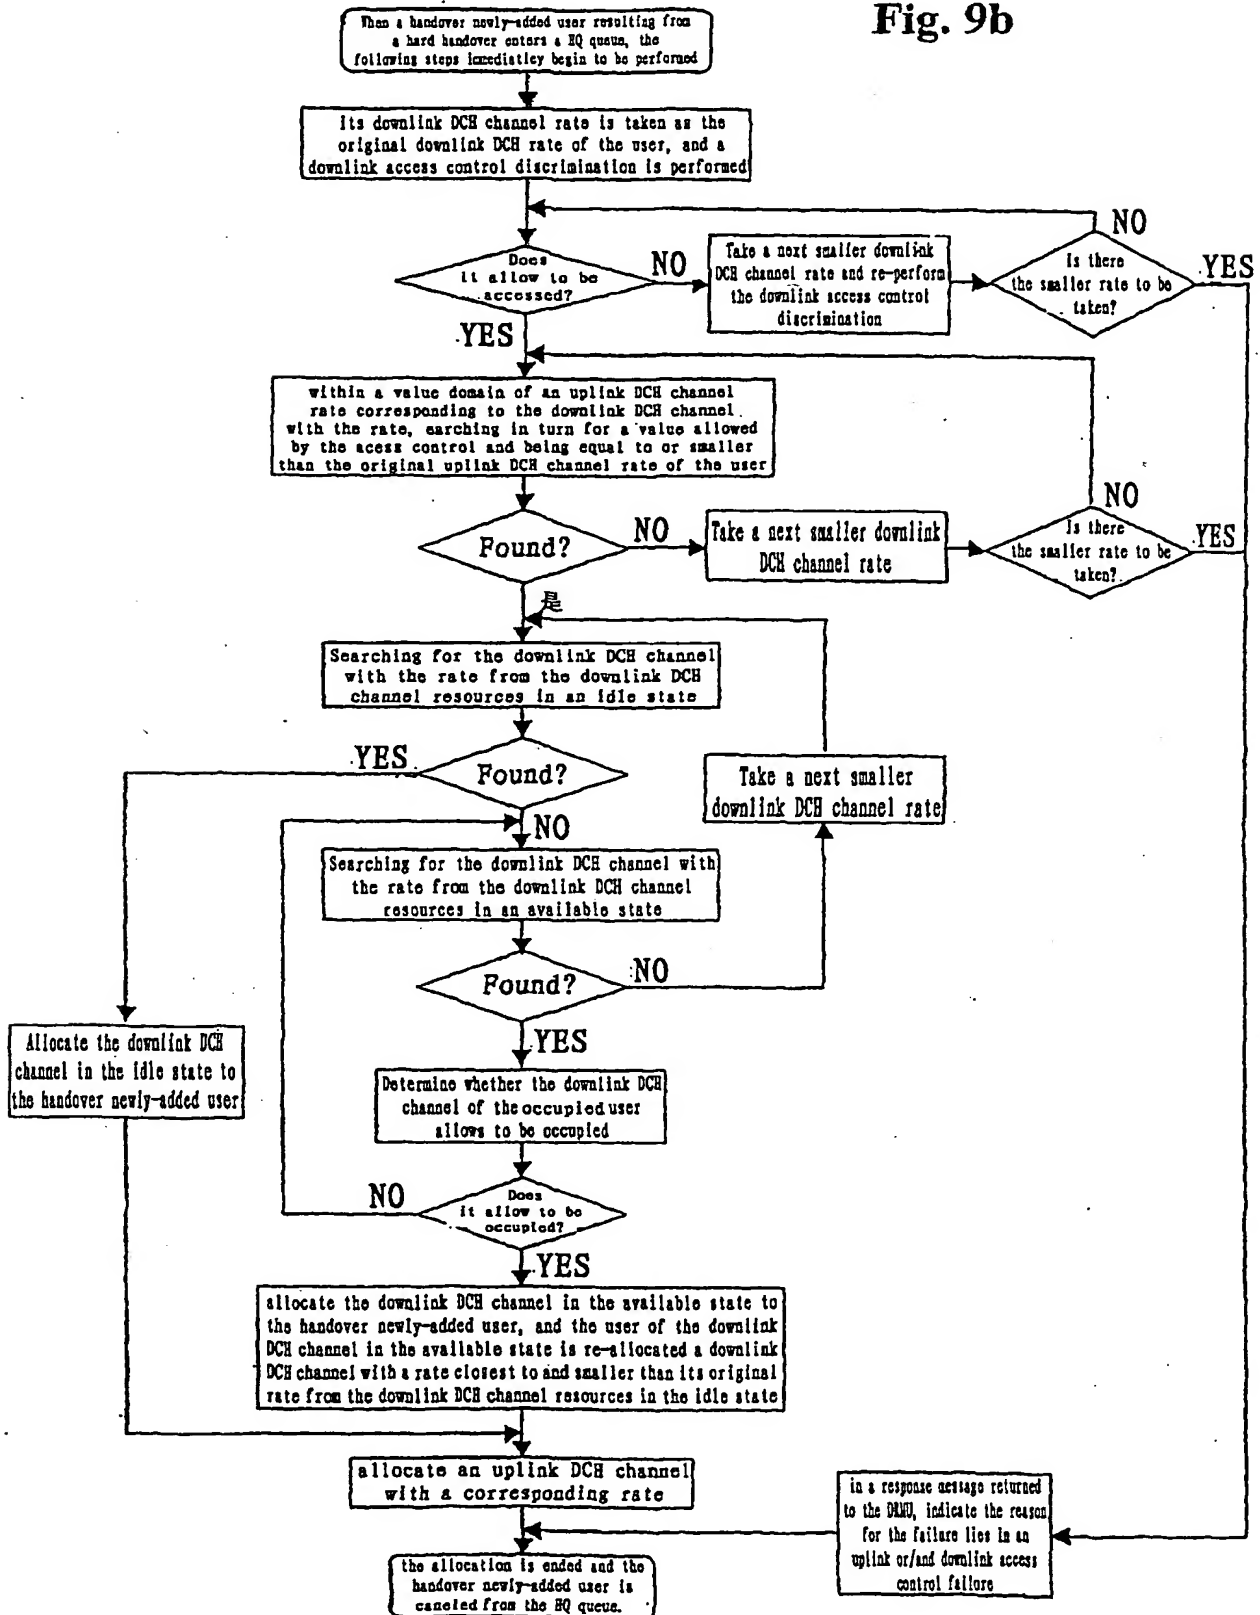 Fig. 9b
When a handover newly-added user resulting from
a hard handover enters a HQ queue, the
following steps imediatley begin to be performed
Its downlink DCH channel rate is taken as the
original downlink DCH rate of the user, and a
downlink access control discrimination is performed
Does
it allow to be
accessed?
NO
YES
Take a next smaller downlink
DCH channel rate and re-perform
the downlink access control
discrimination
Is there
the smaller rate to be
taken?
NO
YES
within a value domain of an uplink DCH channel
rate corresponding to the downlink DCH channel
with the rate, earching in turn for a value allowed
by the acess control and being equal to or smaller
than the original uplink DCH channel rate of the user
Found?
NO
是
Take a next smaller downlink
DCH channel rate
Is there
the smaller rate to be
taken?
NO
YES
Searching for the downlink DCH channel
with the rate from the downlink DCH
channel resources in an idle state
Found?
YES
NO
Take a next smaller
downlink DCH channel rate
Searching for the downlink DCH channel with
the rate from the downlink DCH channel
resources in an available state
Found?
NO
YES
Allocate the downlink DCH
channel in the idle state to
the handover newly-added user
Determine whether the downlink DCH
channel of the occupied user
allows to be occupied
Does
it allow to be
occupied?
NO
YES
allocate the downlink DCH channel in the available state to
the handover newly-added user, and the user of the downlink
DCH channel in the available state is re-allocated a downlink
DCH channel with a rate closest to and smaller than its original
rate from the downlink DCH channel resources in the idle state
allocate an uplink DCH channel
with a corresponding rate
in a response message returned
to the DRMU, indicate the reason
for the failure lies in an
uplink or/and downlink access
control failure
the allocation is ended and the
handover newly-added user is
canceled from the HQ queue.